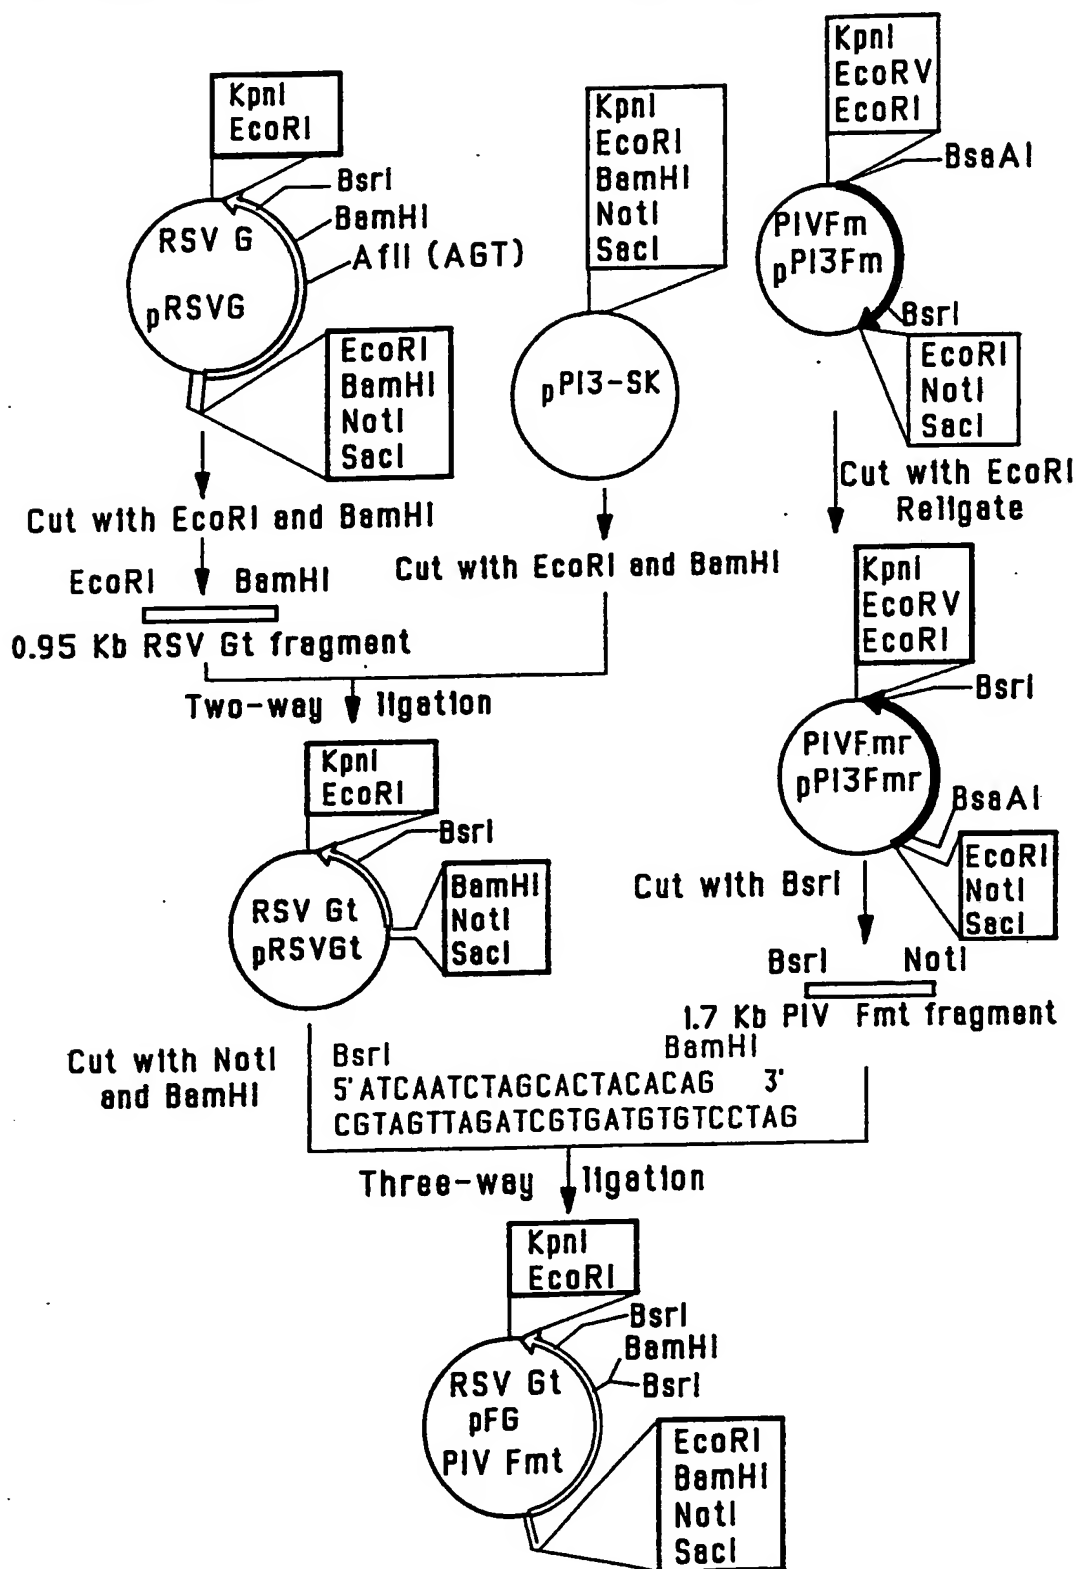 KpnI
EcoRI
BsrI
BamHI
AflI (AGT)
RSV G
pRSVG
EcoRI
BamHI
NotI
SacI
Cut with EcoRI and BamHI
EcoRI BamHI
0.95 Kb RSV Gt fragment
KpnI
EcoRI
BamHI
NotI
SacI
pPI3-SK
Cut with EcoRI and BamHI
KpnI
EcoRV
EcoRI
BsaAI
PIVFm
pPI3Fm
BsrI
EcoRI
NotI
SacI
Cut with EcoRI
Religate
KpnI
EcoRV
EcoRI
BsrI
PIVFmr
pPI3Fmr
BsaAI
EcoRI
NotI
SacI
Cut with BsrI
BsrI NotI
1.7 Kb PIV Fmt fragment
Two-way ligation
KpnI
EcoRI
BsrI
RSV Gt
pRSVGt
BamHI
NotI
SacI
Cut with NotI
and BamHI
BsrI BamHI
5'ATCAATCTAGCACTACACAG 3'
CGTAGTTAGATCGTGATGTGTCCTAG
Three-way ligation
KpnI
EcoRI
BsrI
BamHI
BsrI
RSV Gt
pFG
PIV Fmt
EcoRI
BamHI
NotI
SacI